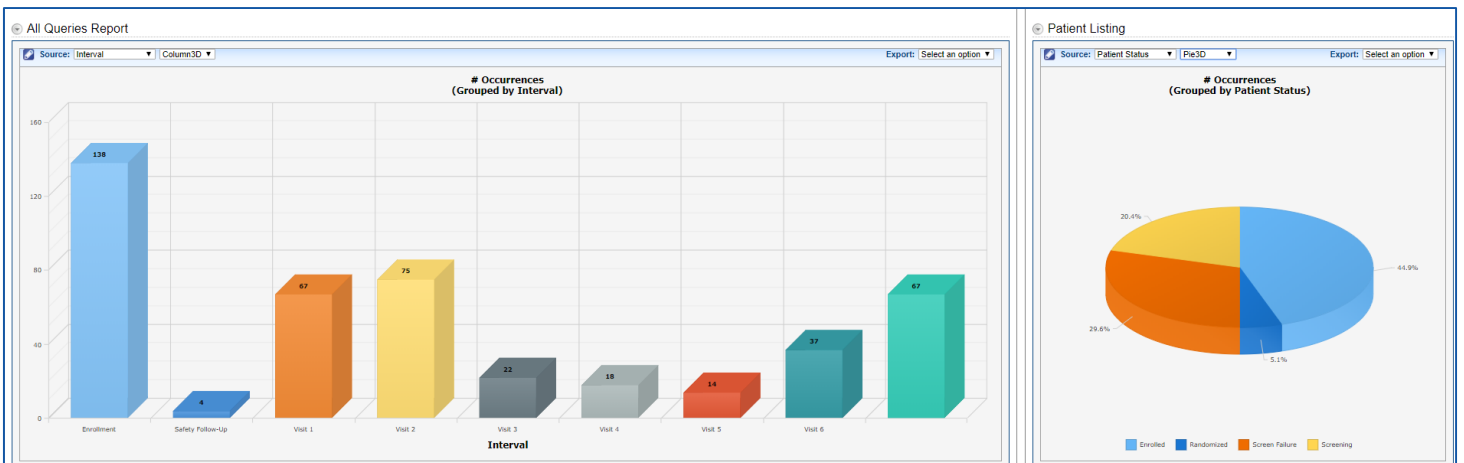 All Queries Report
Source: Interval Column3D Export: Select an option
# Occurrences
(Grouped by Interval)
160
120
80
40
0
138
4
67
75
22
18
14
37
67
Enrollment Safety Follow-Up Visit 1 Visit 2 Visit 3 Visit 4 Visit 5 Visit 6
Interval
Patient Listing
Source: Patient Status Pie3D Export: Select an option
# Occurrences
(Grouped by Patient Status)
20.4%
44.9%
29.6%
5.1%
Enrolled Randomized Screen Failure Screening